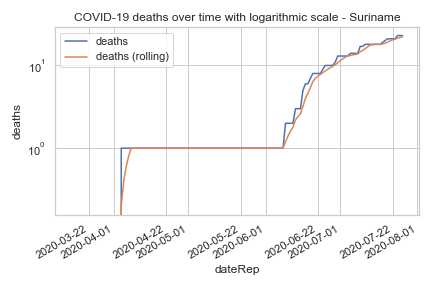 COVID-19 deaths over time with logarithmic scale - Suriname
deaths
deaths (rolling)
10¹
10⁰
deaths
2020-03-22
2020-04-01
2020-04-22
2020-05-01
2020-05-22
2020-06-01
2020-06-22
2020-07-01
2020-07-22
2020-08-01
dateRep